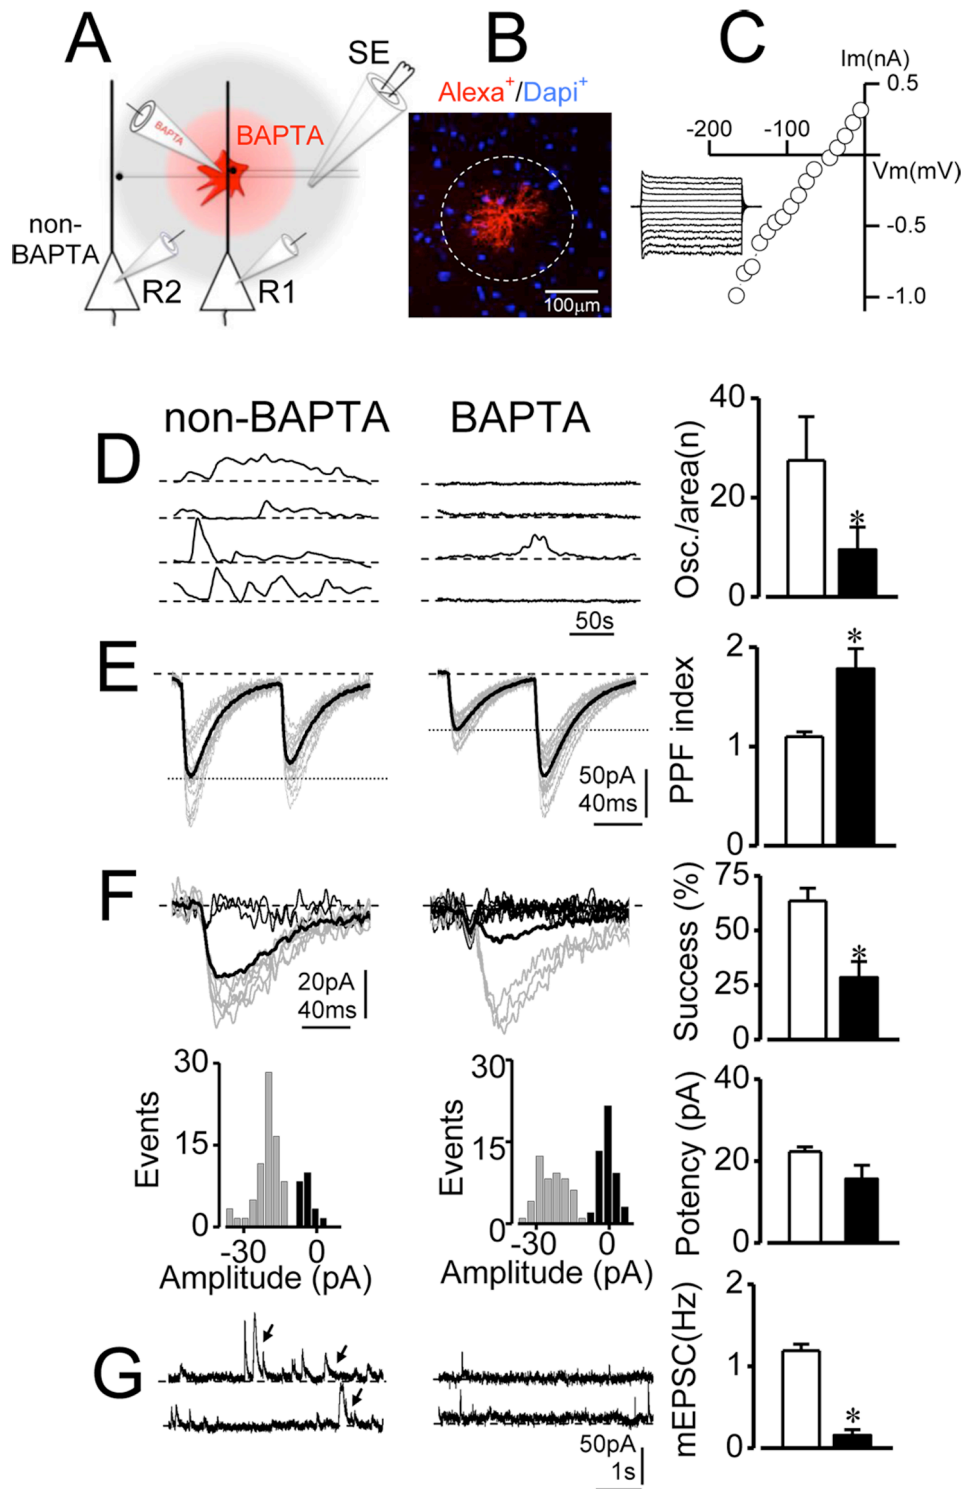 A
SE
BAPTA
BAPTA
non-
BAPTA
R2
R1
B
Alexa+/Dapi+
100μm
C
Im(nA)
0.5
-200
-100
Vm(mV)
-0.5
-1.0
non-BAPTA
BAPTA
D
50s
Osc./area(n)
40
20
0
*
E
50pA
40ms
PPF index
2
1
0
*
F
20pA
40ms
Success (%)
75
50
25
0
*
Events
30
15
0
-30
0
Amplitude (pA)
Events
30
15
0
-30
0
Amplitude (pA)
Potency (pA)
40
20
0
G
50pA
1s
mEPSC(Hz)
2
1
0
*